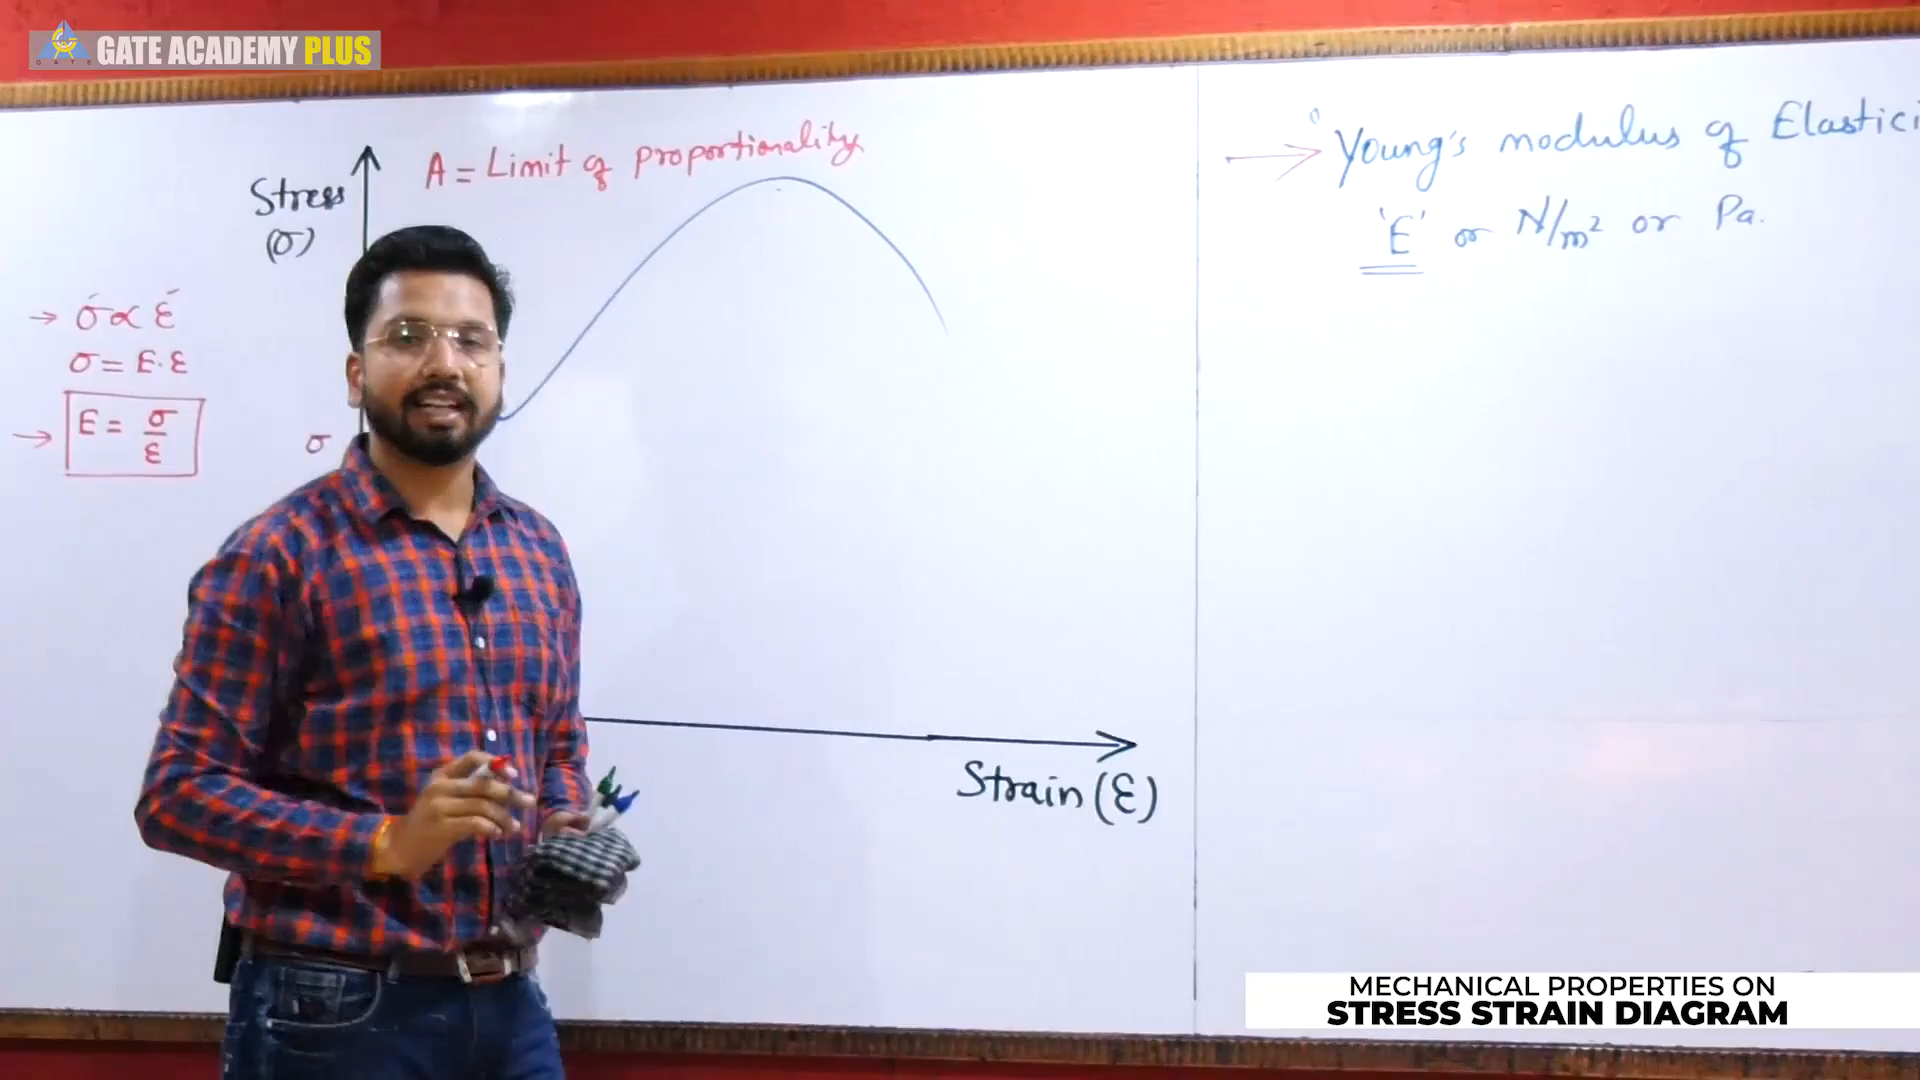 GATE ACADEMY PLUS
GATE
A = Limit of proportionality
Stress
(σ)
→ σ ∝ ε
σ = E.ε
→ E = σ/ε
σ
Strain (ε)
→ Young's modulus of Elastici
'E' or N/m² or Pa.
MECHANICAL PROPERTIES ON
STRESS STRAIN DIAGRAM